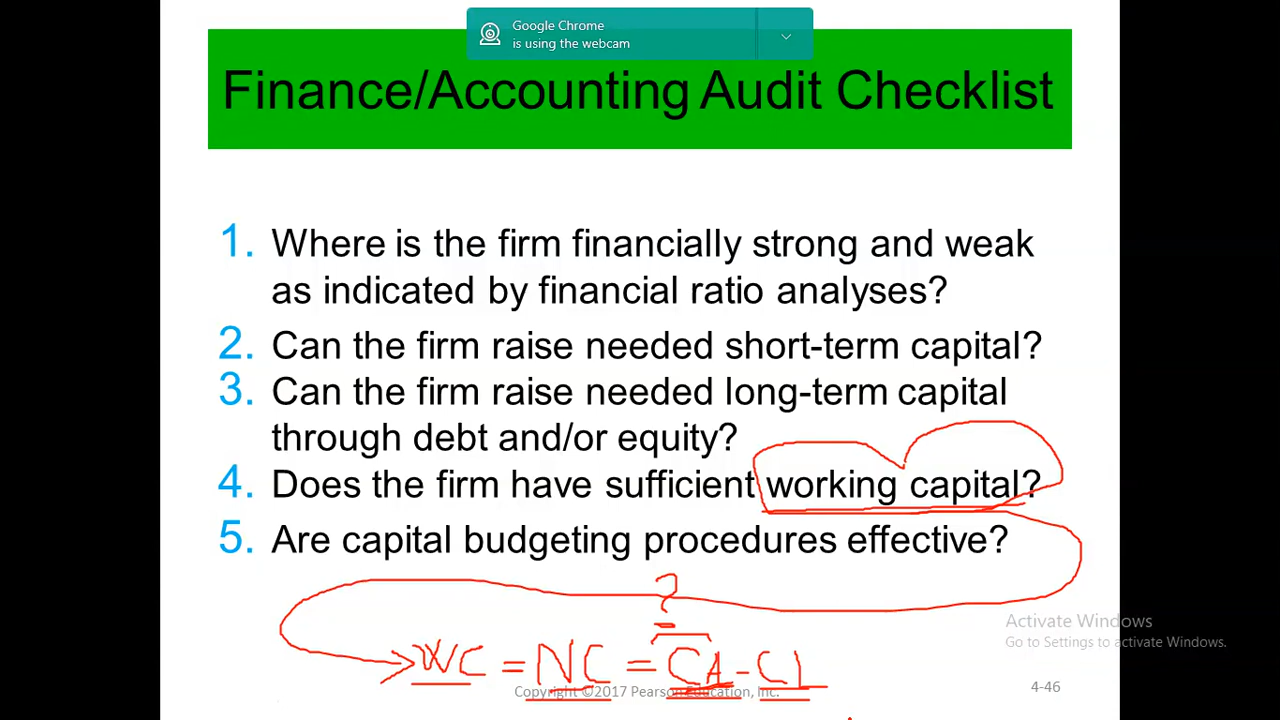 Google Chrome
is using the webcam
Finance/Accounting Audit Checklist
1. Where is the firm financially strong and weak
as indicated by financial ratio analyses?
2. Can the firm raise needed short-term capital?
3. Can the firm raise needed long-term capital
through debt and/or equity?
4. Does the firm have sufficient working capital?
5. Are capital budgeting procedures effective?
?
Activate Windows
Go to Settings to activate Windows.
WC = NC = CA - CL
Copyright ©2017 Pearson Education, Inc.
4-46